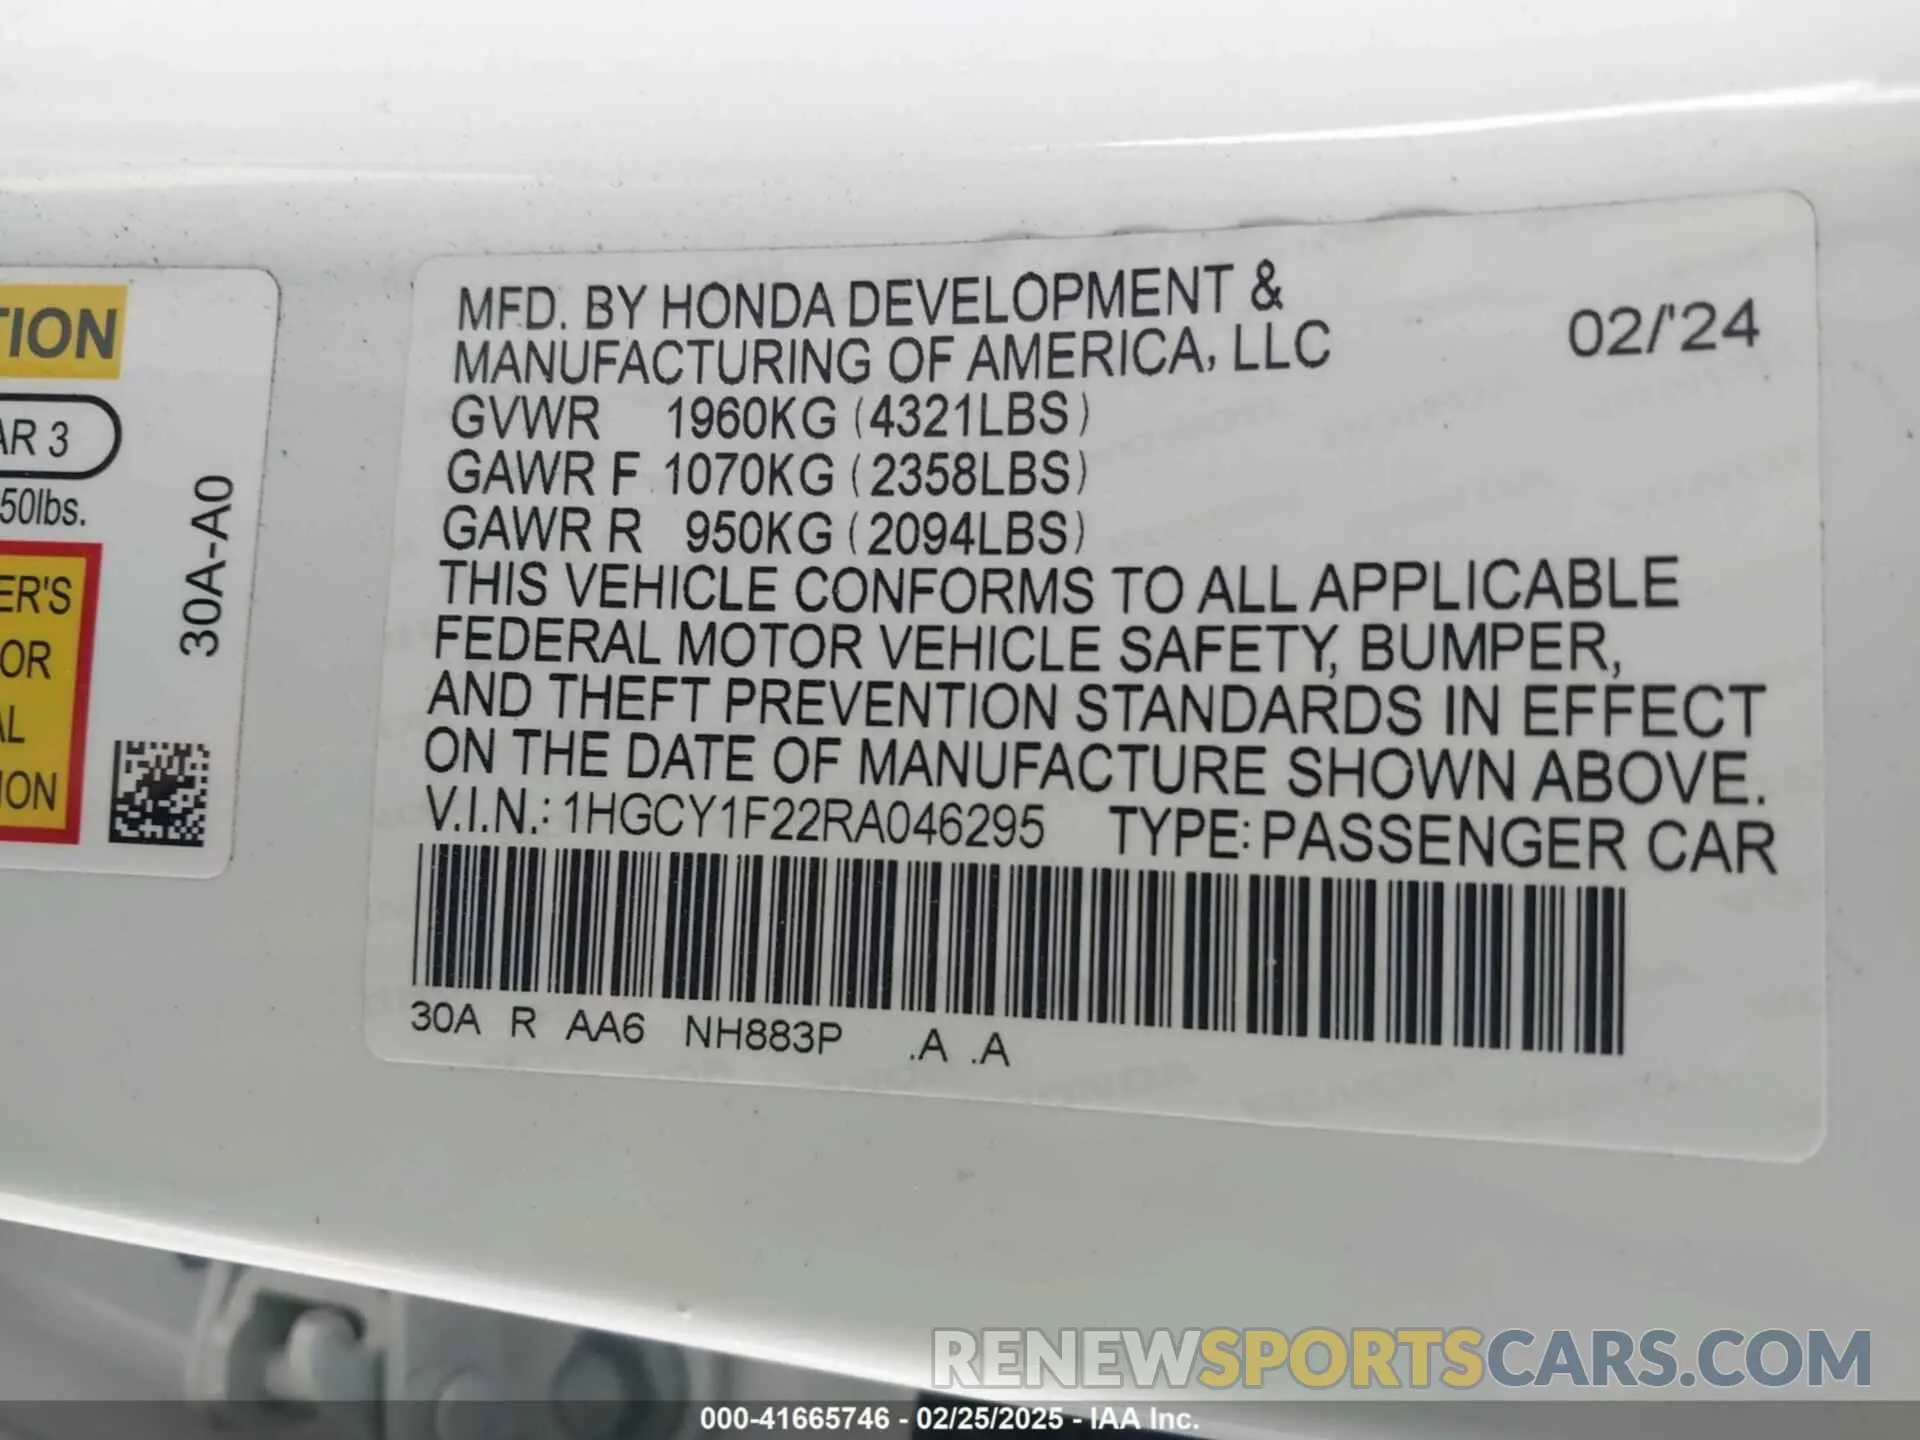 TION
AR 3
50lbs.
ER'S
OR
AL
ION
30A-A0
MFD. BY HONDA DEVELOPMENT &
MANUFACTURING OF AMERICA, LLC
02/'24
GVWR 1960KG (4321LBS)
GAWR F 1070KG (2358LBS)
GAWR R 950KG (2094LBS)
THIS VEHICLE CONFORMS TO ALL APPLICABLE
FEDERAL MOTOR VEHICLE SAFETY, BUMPER,
AND THEFT PREVENTION STANDARDS IN EFFECT
ON THE DATE OF MANUFACTURE SHOWN ABOVE.
V.I.N.: 1HGCY1F22RA046295 TYPE: PASSENGER CAR
30A R AA6 NH883P .A .A
RENEWSPORTSCARS.COM
000-41665746 - 02/25/2025 - IAA Inc.